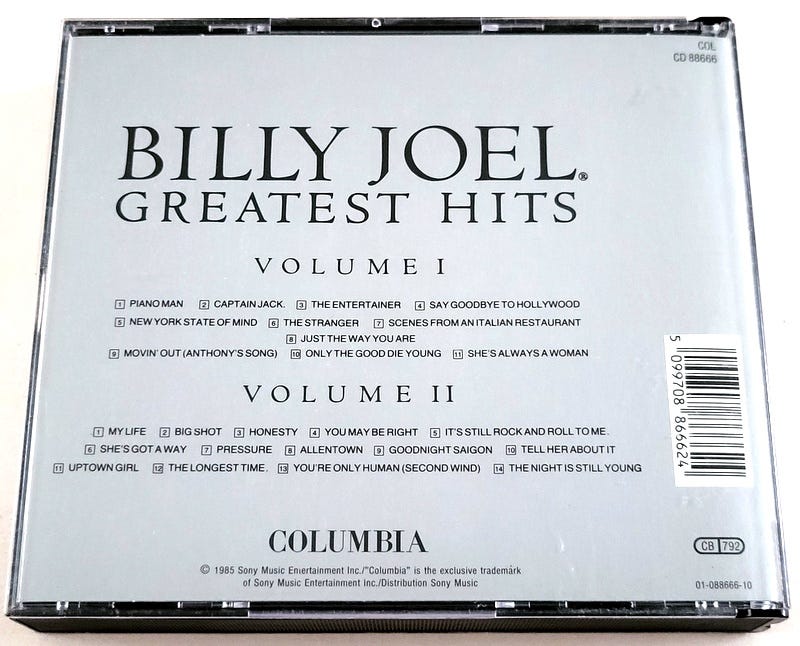 COL
CD 88666
BILLY JOEL®
GREATEST HITS
VOLUME I
1 PIANO MAN 2 CAPTAIN JACK. 3 THE ENTERTAINER 4 SAY GOODBYE TO HOLLYWOOD
5 NEW YORK STATE OF MIND 6 THE STRANGER 7 SCENES FROM AN ITALIAN RESTAURANT
8 JUST THE WAY YOU ARE
9 MOVIN' OUT (ANTHONY'S SONG) 10 ONLY THE GOOD DIE YOUNG 11 SHE'S ALWAYS A WOMAN
VOLUME II
1 MY LIFE 2 BIG SHOT 3 HONESTY 4 YOU MAY BE RIGHT 5 IT'S STILL ROCK AND ROLL TO ME.
6 SHE'S GOT A WAY 7 PRESSURE 8 ALLENTOWN 9 GOODNIGHT SAIGON 10 TELL HER ABOUT IT
11 UPTOWN GIRL 12 THE LONGEST TIME. 13 YOU'RE ONLY HUMAN (SECOND WIND) 14 THE NIGHT IS STILL YOUNG
5 099708 866624
COLUMBIA
CB 792
© 1985 Sony Music Entertainment Inc./"Columbia" is the exclusive trademark
of Sony Music Entertainment Inc./Distribution Sony Music
01-088666-10